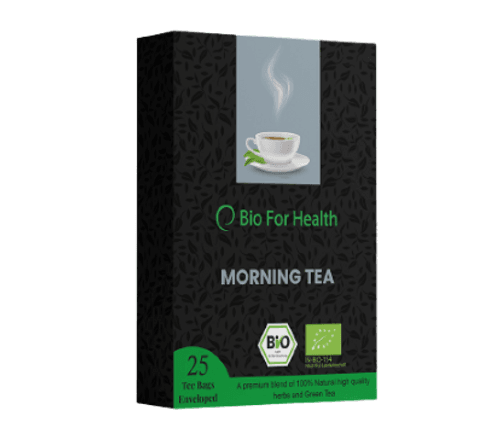 Bio For Health
MORNING TEA
BiO
25
Tee Bags
Enveloped
A premium blend of 100% Natural high quality
herbs and Green Tea